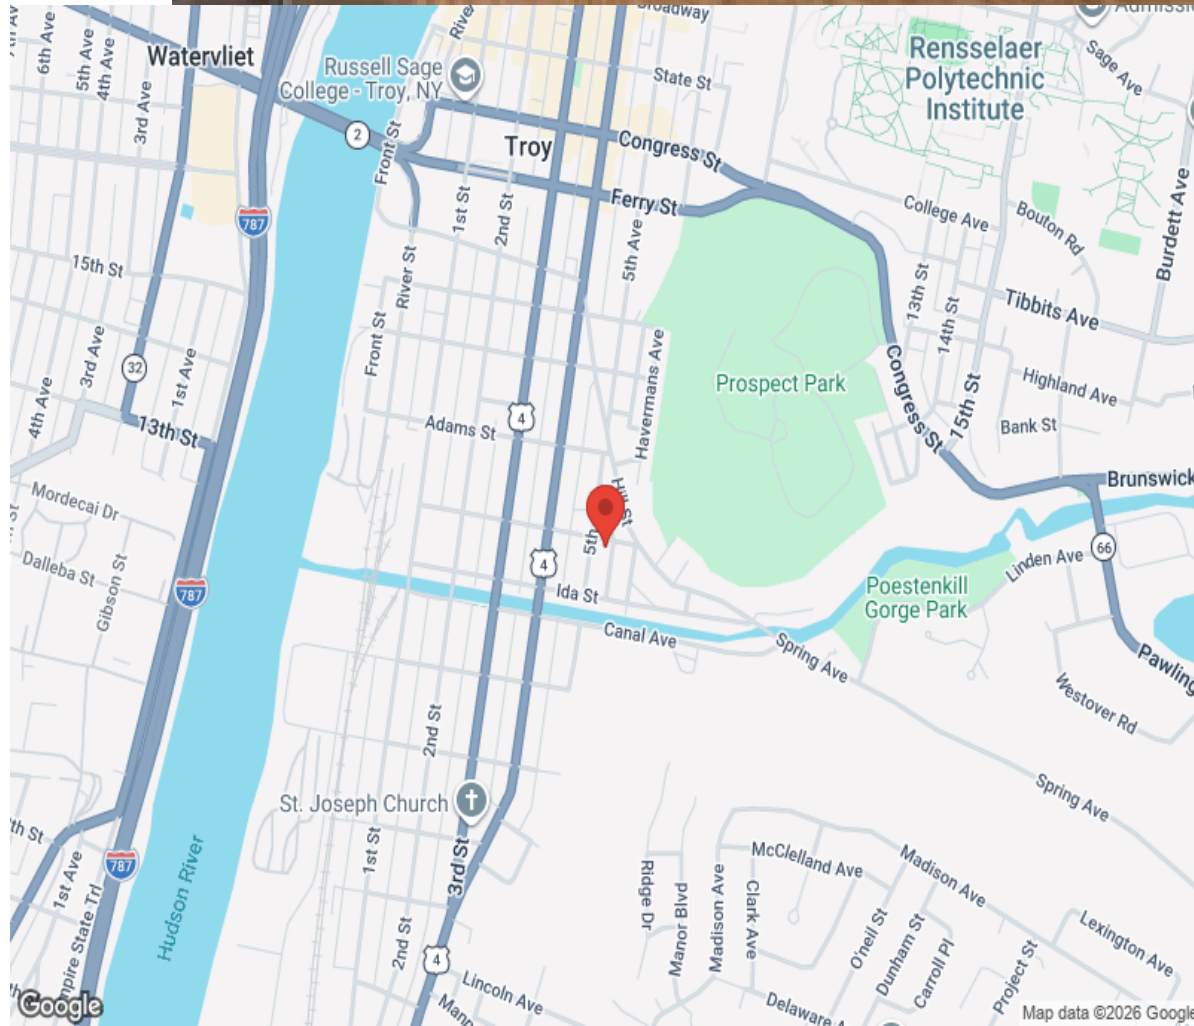 Broadway
Admissi
6th Ave
5th Ave
4th Ave
3rd Ave
Watervliet
River
Russell Sage
College - Troy, NY
State St
Rensselaer
Polytechnic
Institute
Sage Ave
2
Front St
Troy
Congress St
Ferry St
1st St
2nd St
5th Ave
College Ave
Bouton Rd
Burdett Ave
787
15th St
River St
Front St
13th St
14th St
Tibbits Ave
32
3rd Ave
1st Ave
4th Ave
13th St
Havermans Ave
Prospect Park
Congress St
15th St
Highland Ave
Bank St
4
Adams St
Mordecai Dr
Hill St
Brunswick
5th
4
66
Linden Ave
Dalleba St
Gibson St
787
Ida St
Poestenkill
Gorge Park
Canal Ave
Spring Ave
Pawling
Westover Rd
2nd St
St. Joseph Church
Spring Ave
7th St
1st Ave
787
1st St
3rd St
Hudson River
McClelland Ave
Madison Ave
Ridge Dr
Manor Blvd
Madison Ave
Clark Ave
O'neil St
Dunham St
Carroll Pl
Project St
Lexington Ave
mpire State Trl
2nd St
4
Lincoln Ave
Delaware A
Google
Map data ©2026 Google